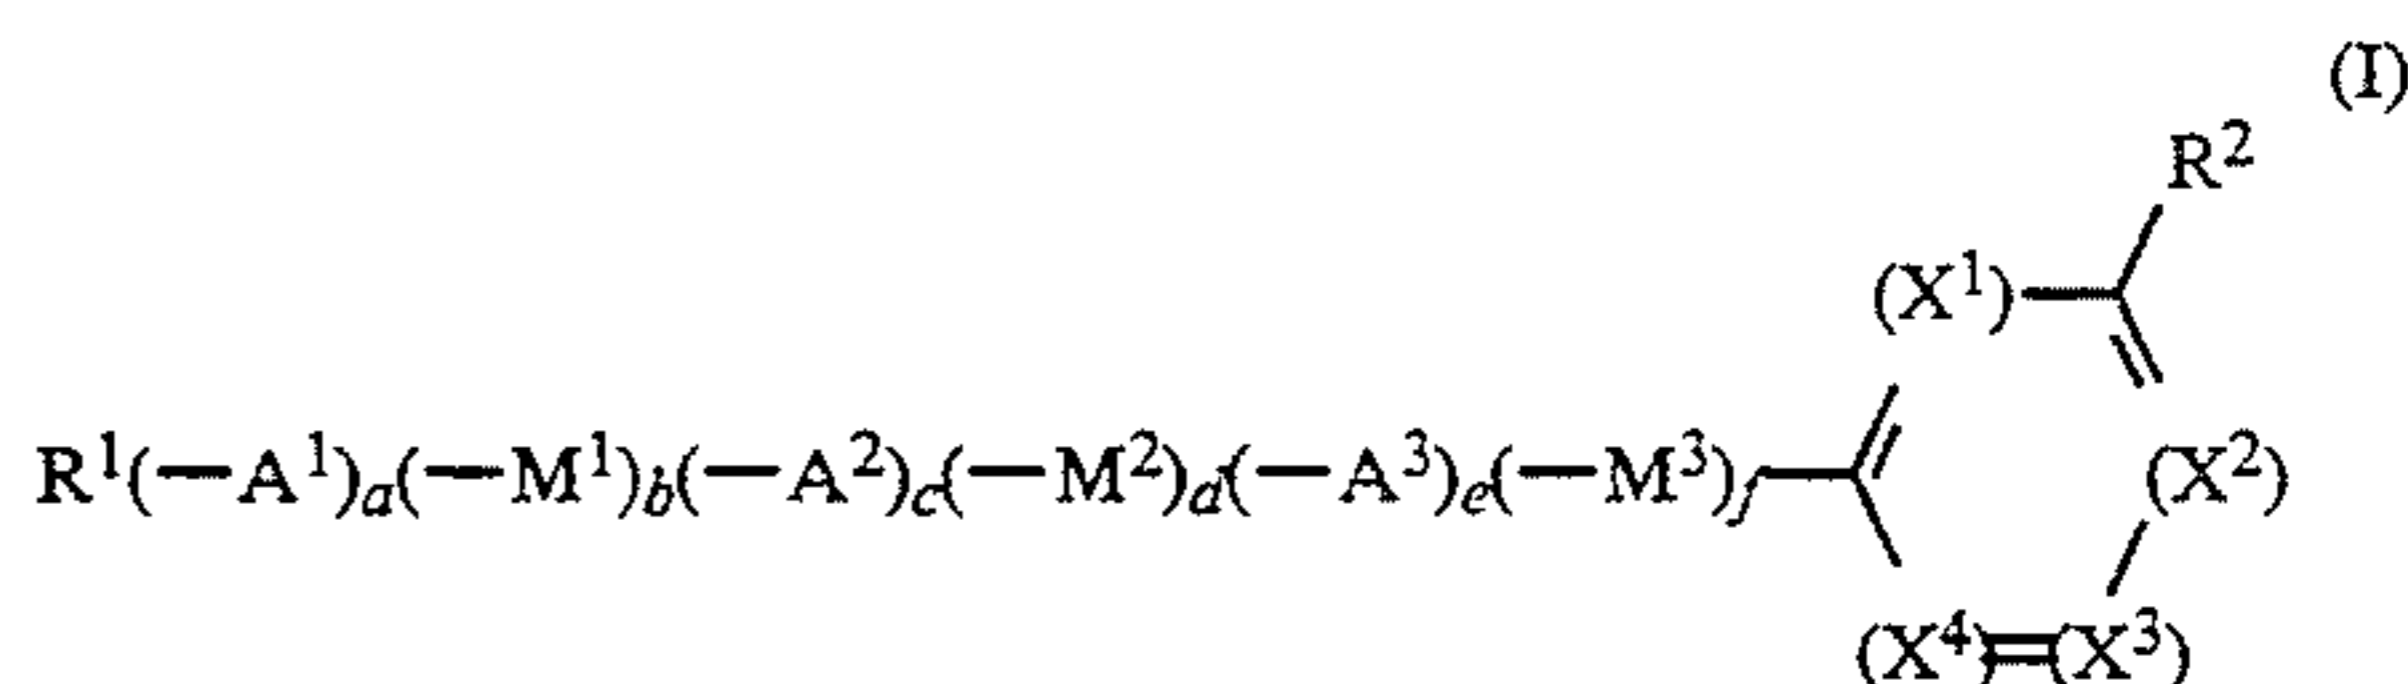 (I)
R²
(X¹)
R¹(—A¹)a(—M¹)b(—A²)c(—M²)d(—A³)e(—M³)f
(X²)
(X⁴)=(X³)